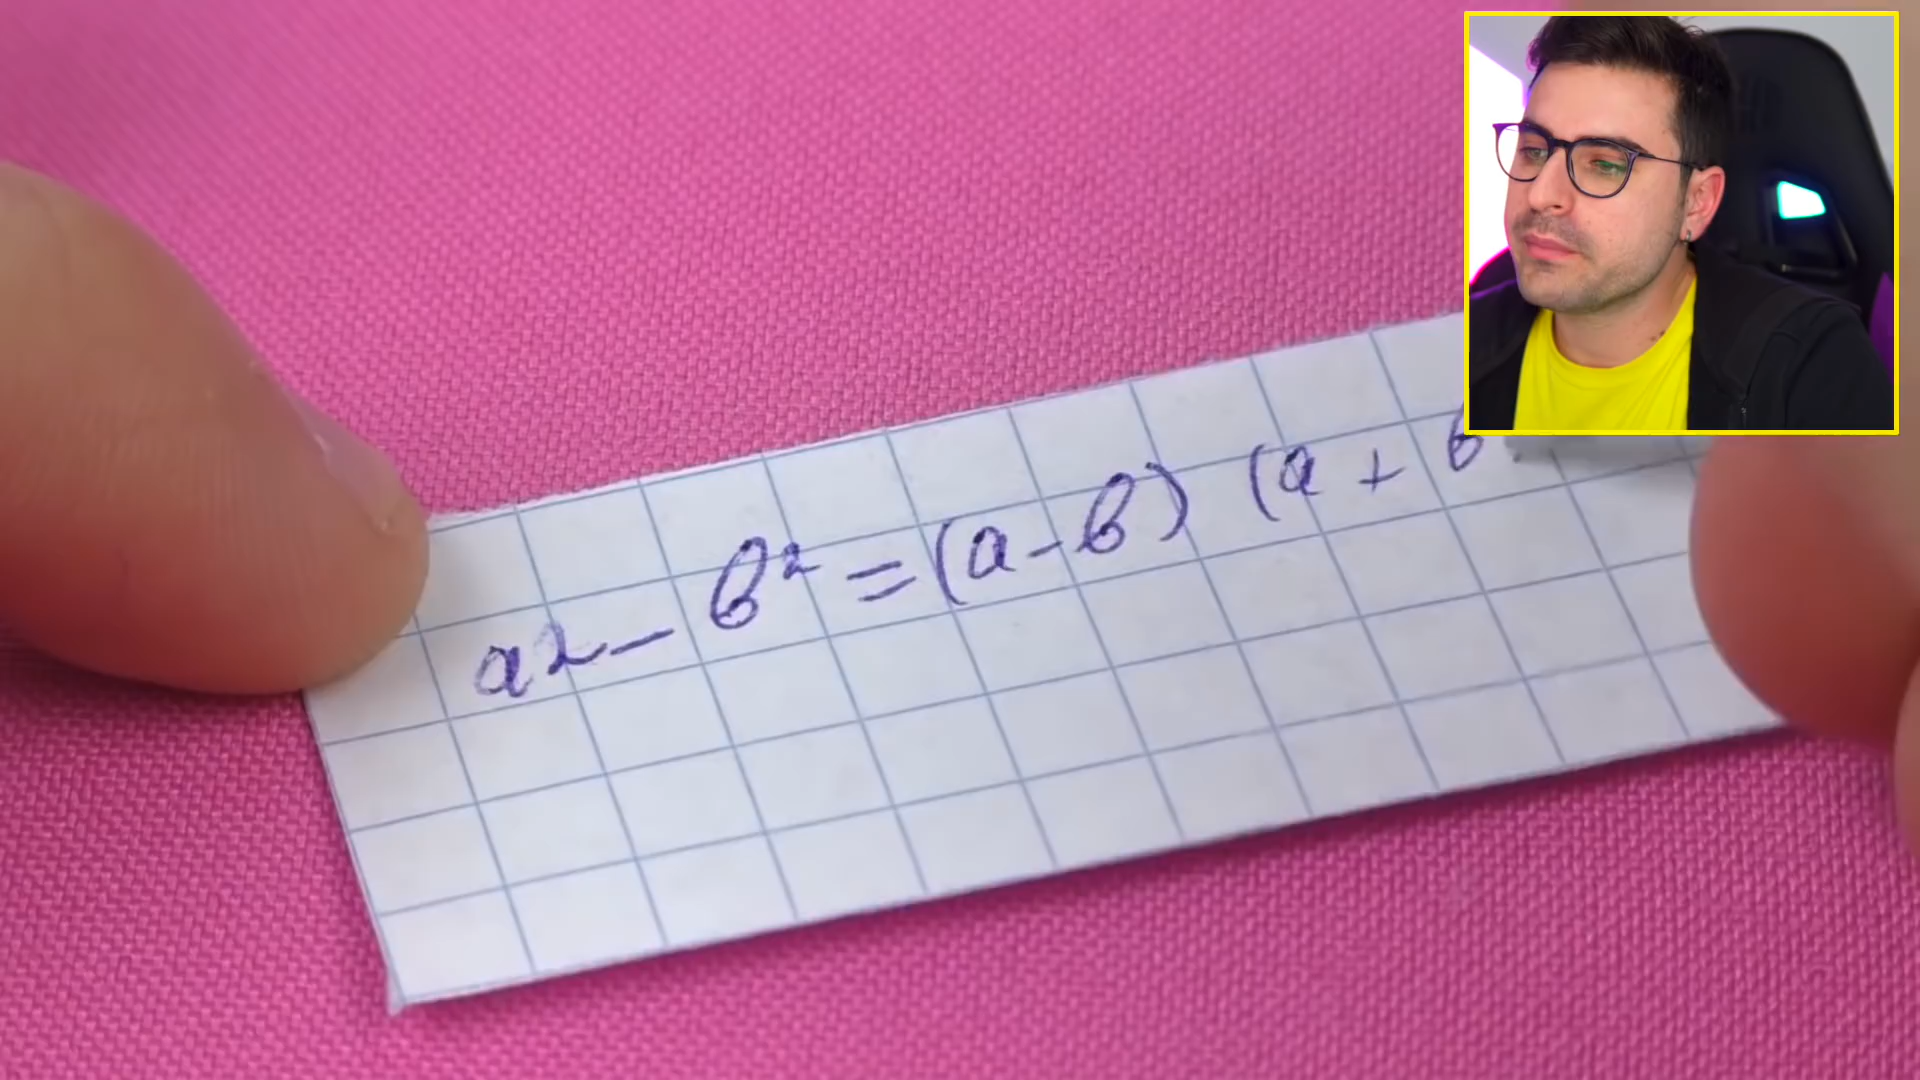 a2 - b² = (a - b) (a + b